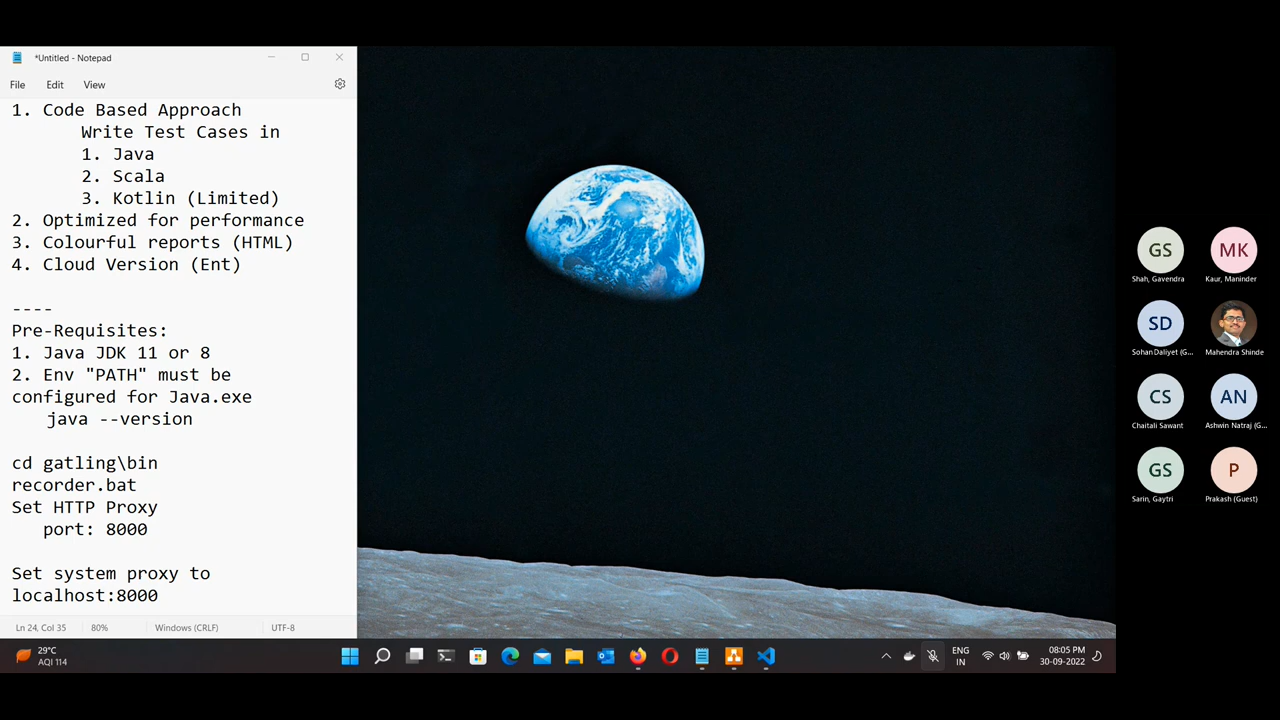 *Untitled - Notepad
File Edit View
1. Code Based Approach
Write Test Cases in
1. Java
2. Scala
3. Kotlin (Limited)
2. Optimized for performance
3. Colourful reports (HTML)
4. Cloud Version (Ent)
----
Pre-Requisites:
1. Java JDK 11 or 8
2. Env "PATH" must be
configured for Java.exe
java --version
cd gatling\bin
recorder.bat
Set HTTP Proxy
port: 8000
Set system proxy to
localhost:8000
Ln 24, Col 35 80% Windows (CRLF) UTF-8
29°C
AQI 114
ENG
IN
08:05 PM
30-09-2022
GS MK
Shah, Gavendra Kaur, Maninder
SD
Sohan Daliyet (G... Mahendra Shinde
CS AN
Chaitali Sawant Ashwin Natraj (G...
GS P
Sarin, Gaytri Prakash (Guest)